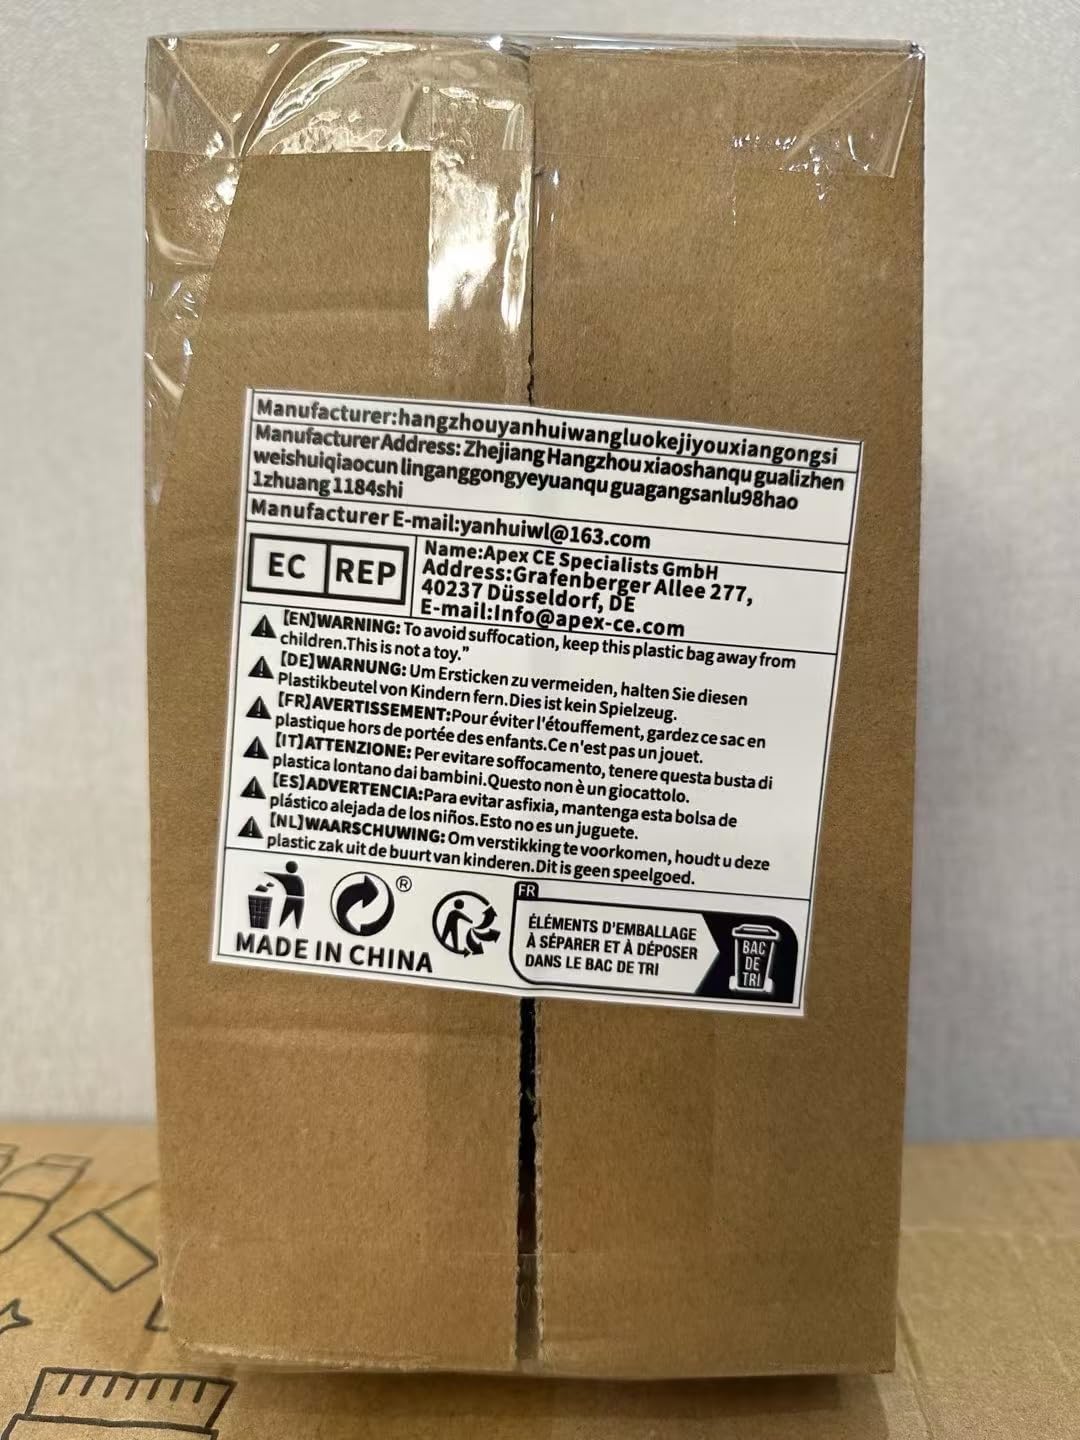 Manufacturer:hangzhouyanhuiwangluokejiyouxiangongsi
Manufacturer Address: Zhejiang Hangzhou xiaoshanqu gualizhen
weishuiqiaocun linganggongyeyuanqu guagangsanlu98hao
1zhuang 1184shi
Manufacturer E-mail:yanhuiwl@163.com
EC REP
Name:Apex CE Specialists GmbH
Address:Grafenberger Allee 277,
40237 Düsseldorf, DE
E-mail:Info@apex-ce.com
[EN]WARNING: To avoid suffocation, keep this plastic bag away from
children.This is not a toy.”
[DE]WARNUNG: Um Ersticken zu vermeiden, halten Sie diesen
Plastikbeutel von Kindern fern.Dies ist kein Spielzeug.
[FR]AVERTISSEMENT:Pour éviter l'étouffement, gardez ce sac en
plastique hors de portée des enfants.Ce n'est pas un jouet.
[IT]ATTENZIONE: Per evitare soffocamento, tenere questa busta di
plastica lontano dai bambini.Questo non è un giocattolo.
[ES]ADVERTENCIA:Para evitar asfixia, mantenga esta bolsa de
plástico alejada de los niños.Esto no es un juguete.
[NL]WAARSCHUWING: Om verstikking te voorkomen, houdt u deze
plastic zak uit de buurt van kinderen.Dit is geen speelgoed.
®
MADE IN CHINA
FR
ÉLÉMENTS D'EMBALLAGE
À SÉPARER ET À DÉPOSER
DANS LE BAC DE TRI
BAC
DE
TRI